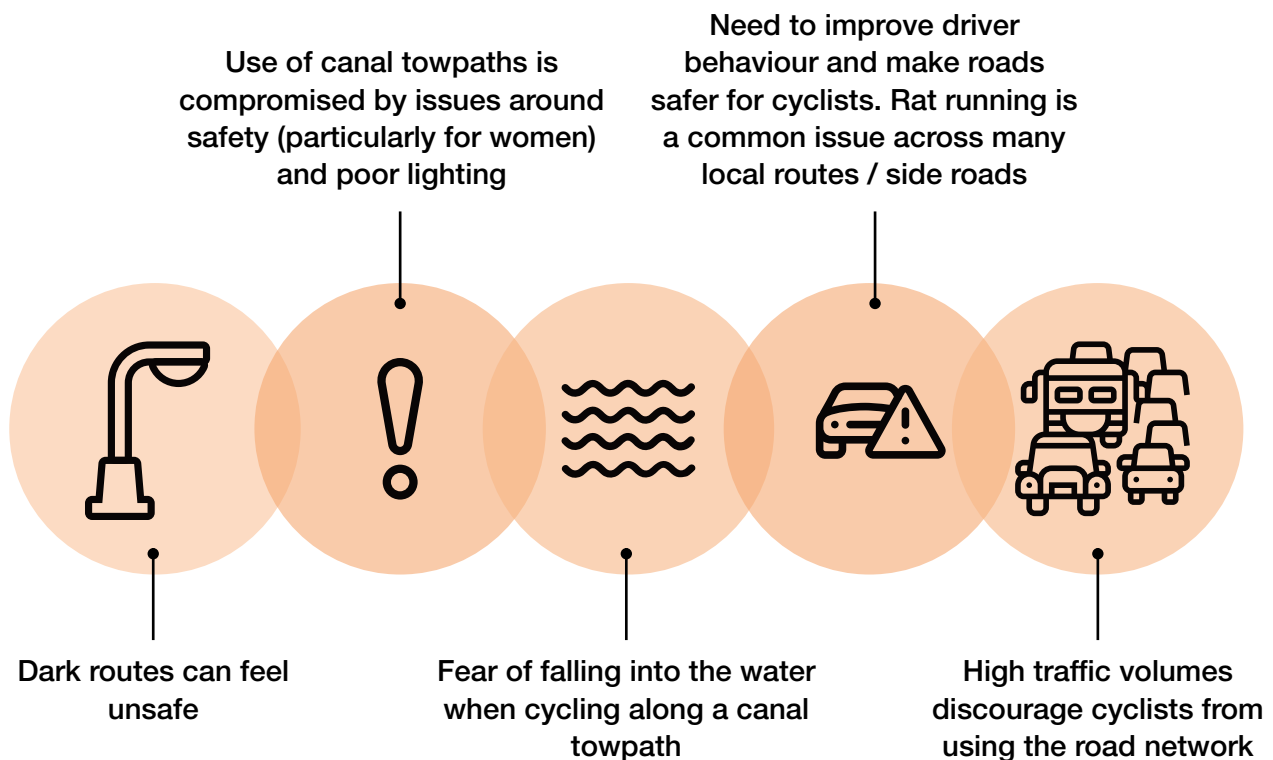 Use of canal towpaths is
compromised by issues around
safety (particularly for women)
and poor lighting
Need to improve driver
behaviour and make roads
safer for cyclists. Rat running is
a common issue across many
local routes / side roads
Dark routes can feel
unsafe
Fear of falling into the water
when cycling along a canal
towpath
High traffic volumes
discourage cyclists from
using the road network